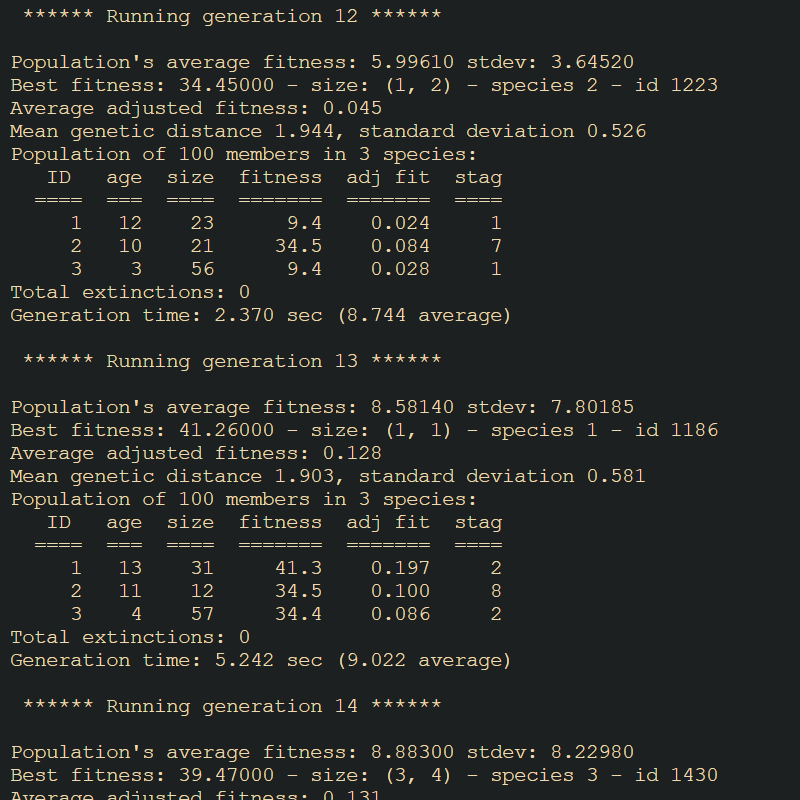 ****** Running generation 12 ******
Population's average fitness: 5.99610 stdev: 3.64520
Best fitness: 34.45000 - size: (1, 2) - species 2 - id 1223
Average adjusted fitness: 0.045
Mean genetic distance 1.944, standard deviation 0.526
Population of 100 members in 3 species:
ID age size fitness adj fit stag
==== === ==== ======= ======= ====
1 12 23 9.4 0.024 1
2 10 21 34.5 0.084 7
3 3 56 9.4 0.028 1
Total extinctions: 0
Generation time: 2.370 sec (8.744 average)
****** Running generation 13 ******
Population's average fitness: 8.58140 stdev: 7.80185
Best fitness: 41.26000 - size: (1, 1) - species 1 - id 1186
Average adjusted fitness: 0.128
Mean genetic distance 1.903, standard deviation 0.581
Population of 100 members in 3 species:
ID age size fitness adj fit stag
==== === ==== ======= ======= ====
1 13 31 41.3 0.197 2
2 11 12 34.5 0.100 8
3 4 57 34.4 0.086 2
Total extinctions: 0
Generation time: 5.242 sec (9.022 average)
****** Running generation 14 ******
Population's average fitness: 8.88300 stdev: 8.22980
Best fitness: 39.47000 - size: (3, 4) - species 3 - id 1430
Average adjusted fitness: 0.131